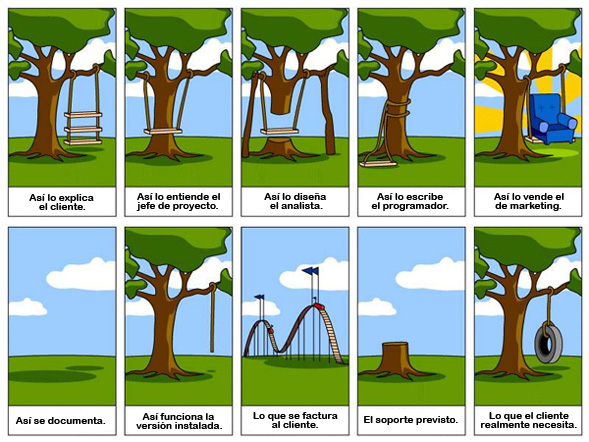 Así lo explica
el cliente.
Así lo entiende el
jefe de proyecto.
Así lo diseña
el analista.
Así lo escribe
el programador.
Así lo vende el
de marketing.
Así se documenta.
Así funciona la
versión instalada.
Lo que se factura
al cliente.
El soporte previsto.
Lo que el cliente
realmente necesita.